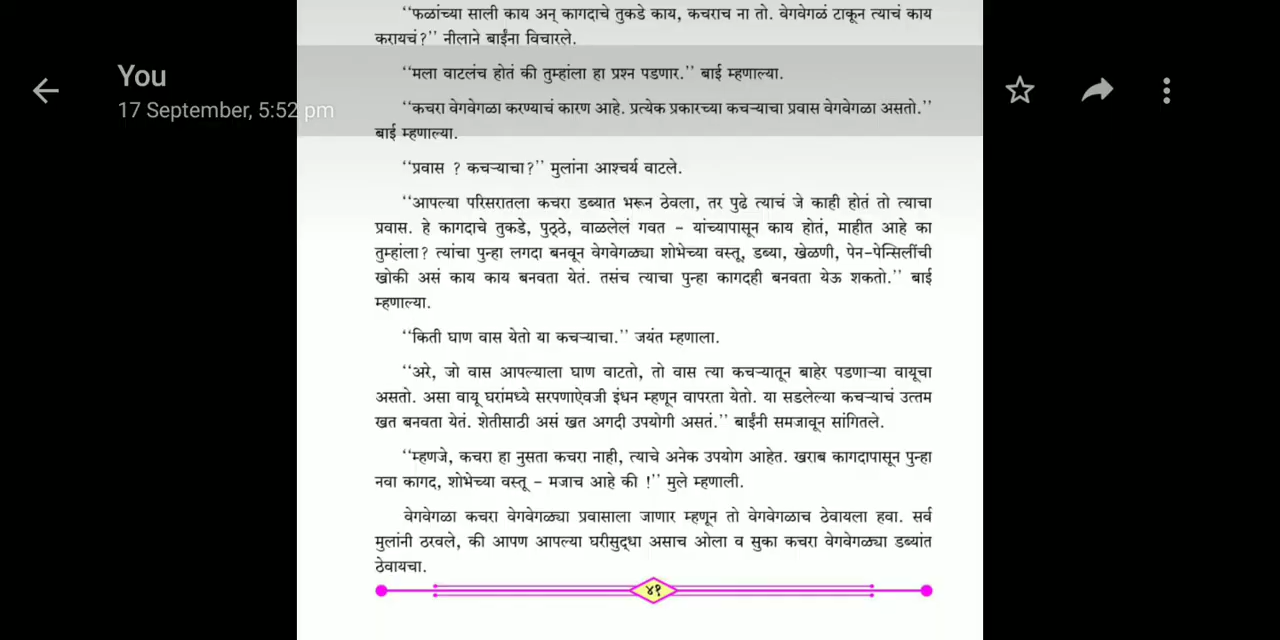 ‘‘फळांच्या साली काय अन् कागदाचे तुकडे काय, कचराच ना तो. वेगवेगळं टाकून त्याचं काय
करायचं?’’ नीलाने बाईंना विचारले.
You
‘‘मला वाटलंच होतं की तुम्हांला हा प्रश्न पडणार.’’ बाई म्हणाल्या.
17 September, 5:52 pm
‘‘कचरा वेगवेगळा करण्याचं कारण आहे. प्रत्येक प्रकारच्या कचऱ्याचा प्रवास वेगवेगळा असतो.’’
बाई म्हणाल्या.
‘‘प्रवास ? कचऱ्याचा?’’ मुलांना आश्चर्य वाटले.
‘‘आपल्या परिसरातला कचरा डब्यात भरून ठेवला, तर पुढे त्याचं जे काही होतं तो त्याचा
प्रवास. हे कागदाचे तुकडे, पुठ्ठे, वाळलेलं गवत - यांच्यापासून काय होतं, माहीत आहे का
तुम्हांला? त्यांचा पुन्हा लगदा बनवून वेगवेगळ्या शोभेच्या वस्तू, डब्या, खेळणी, पेन-पेन्सिलींची
खोकी असं काय काय बनवता येतं. तसंच त्याचा पुन्हा कागदही बनवता येऊ शकतो.’’ बाई
म्हणाल्या.
‘‘किती घाण वास येतो या कचऱ्याचा.’’ जयंत म्हणाला.
‘‘अरे, जो वास आपल्याला घाण वाटतो, तो वास त्या कचऱ्यातून बाहेर पडणाऱ्या वायूचा
असतो. असा वायू घरांमध्ये सरपणाऐवजी इंधन म्हणून वापरता येतो. या सडलेल्या कचऱ्याचं उत्तम
खत बनवता येतं. शेतीसाठी असं खत अगदी उपयोगी असतं.’’ बाईंनी समजावून सांगितले.
‘‘म्हणजे, कचरा हा नुसता कचरा नाही, त्याचे अनेक उपयोग आहेत. खराब कागदापासून पुन्हा
नवा कागद, शोभेच्या वस्तू - मजाच आहे की !’’ मुले म्हणाली.
वेगवेगळा कचरा वेगवेगळ्या प्रवासाला जाणार म्हणून तो वेगवेगळाच ठेवायला हवा. सर्व
मुलांनी ठरवले, की आपण आपल्या घरीसुद्धा असाच ओला व सुका कचरा वेगवेगळ्या डब्यांत
ठेवायचा.
४१